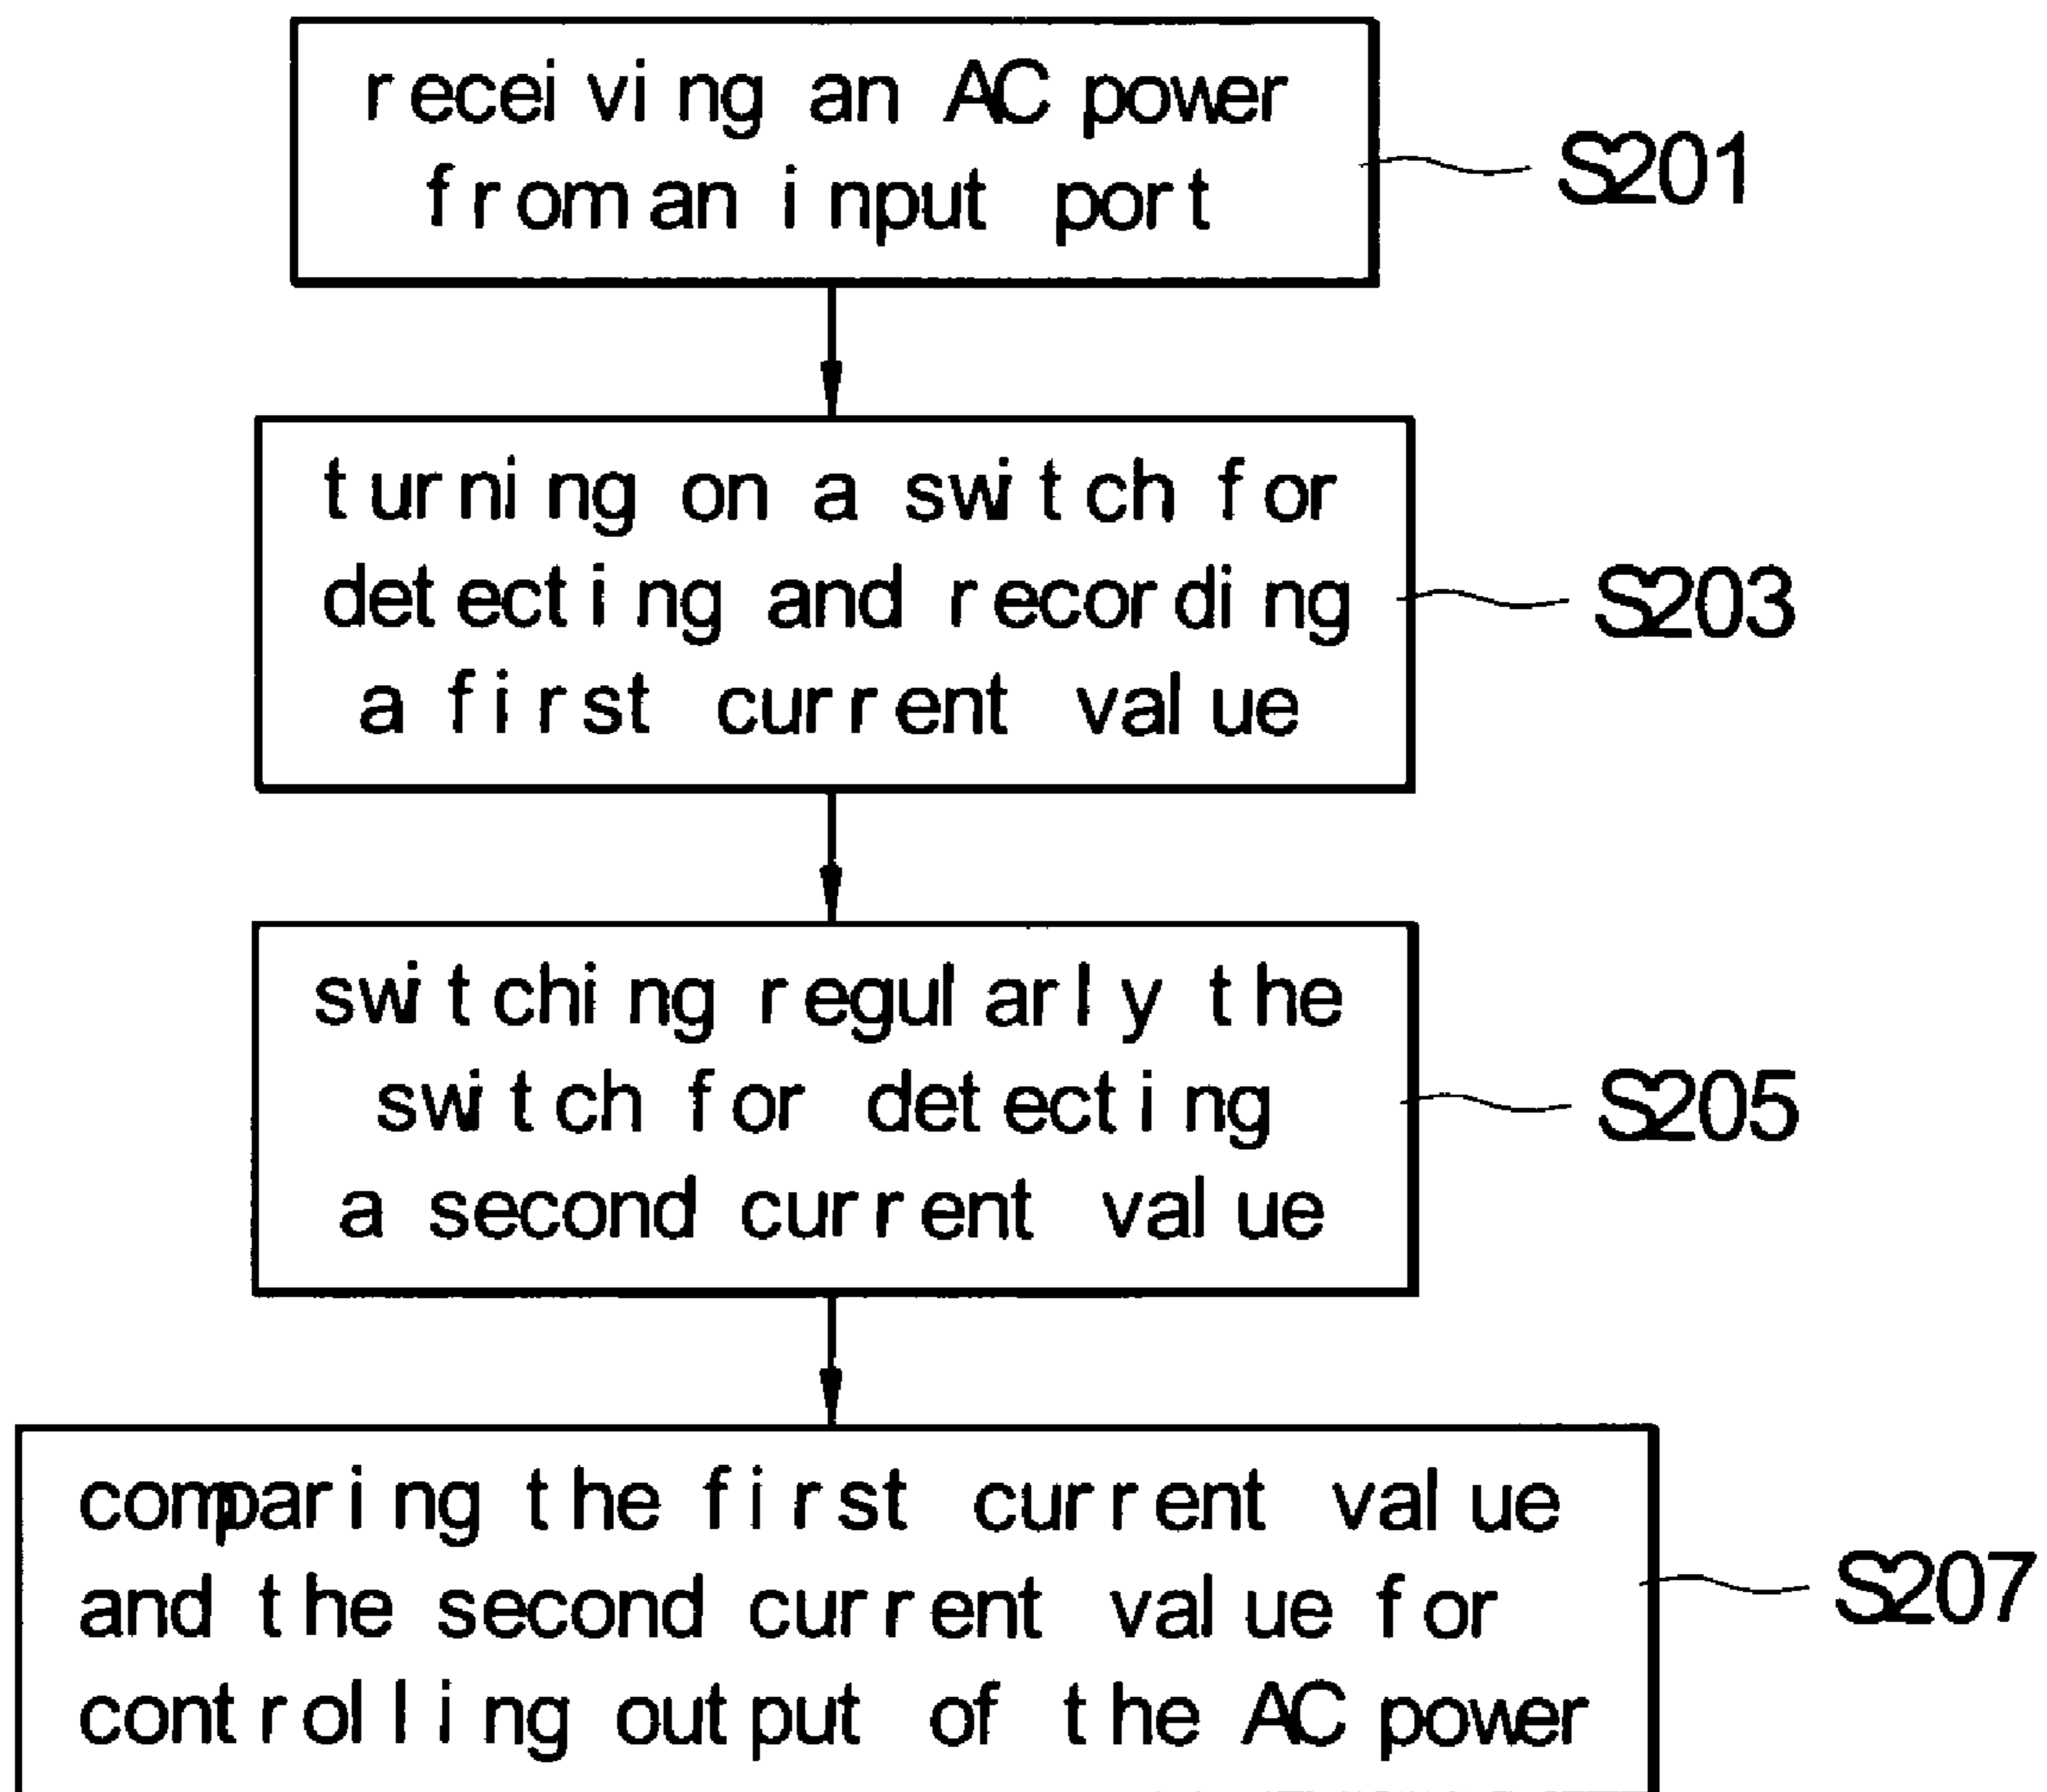 receiving an AC power
from an input port
S201
turning on a switch for
detecting and recording
a first current value
S203
switching regularly the
switch for detecting
a second current value
S205
comparing the first current value
and the second current value for
controlling output of the AC power
S207